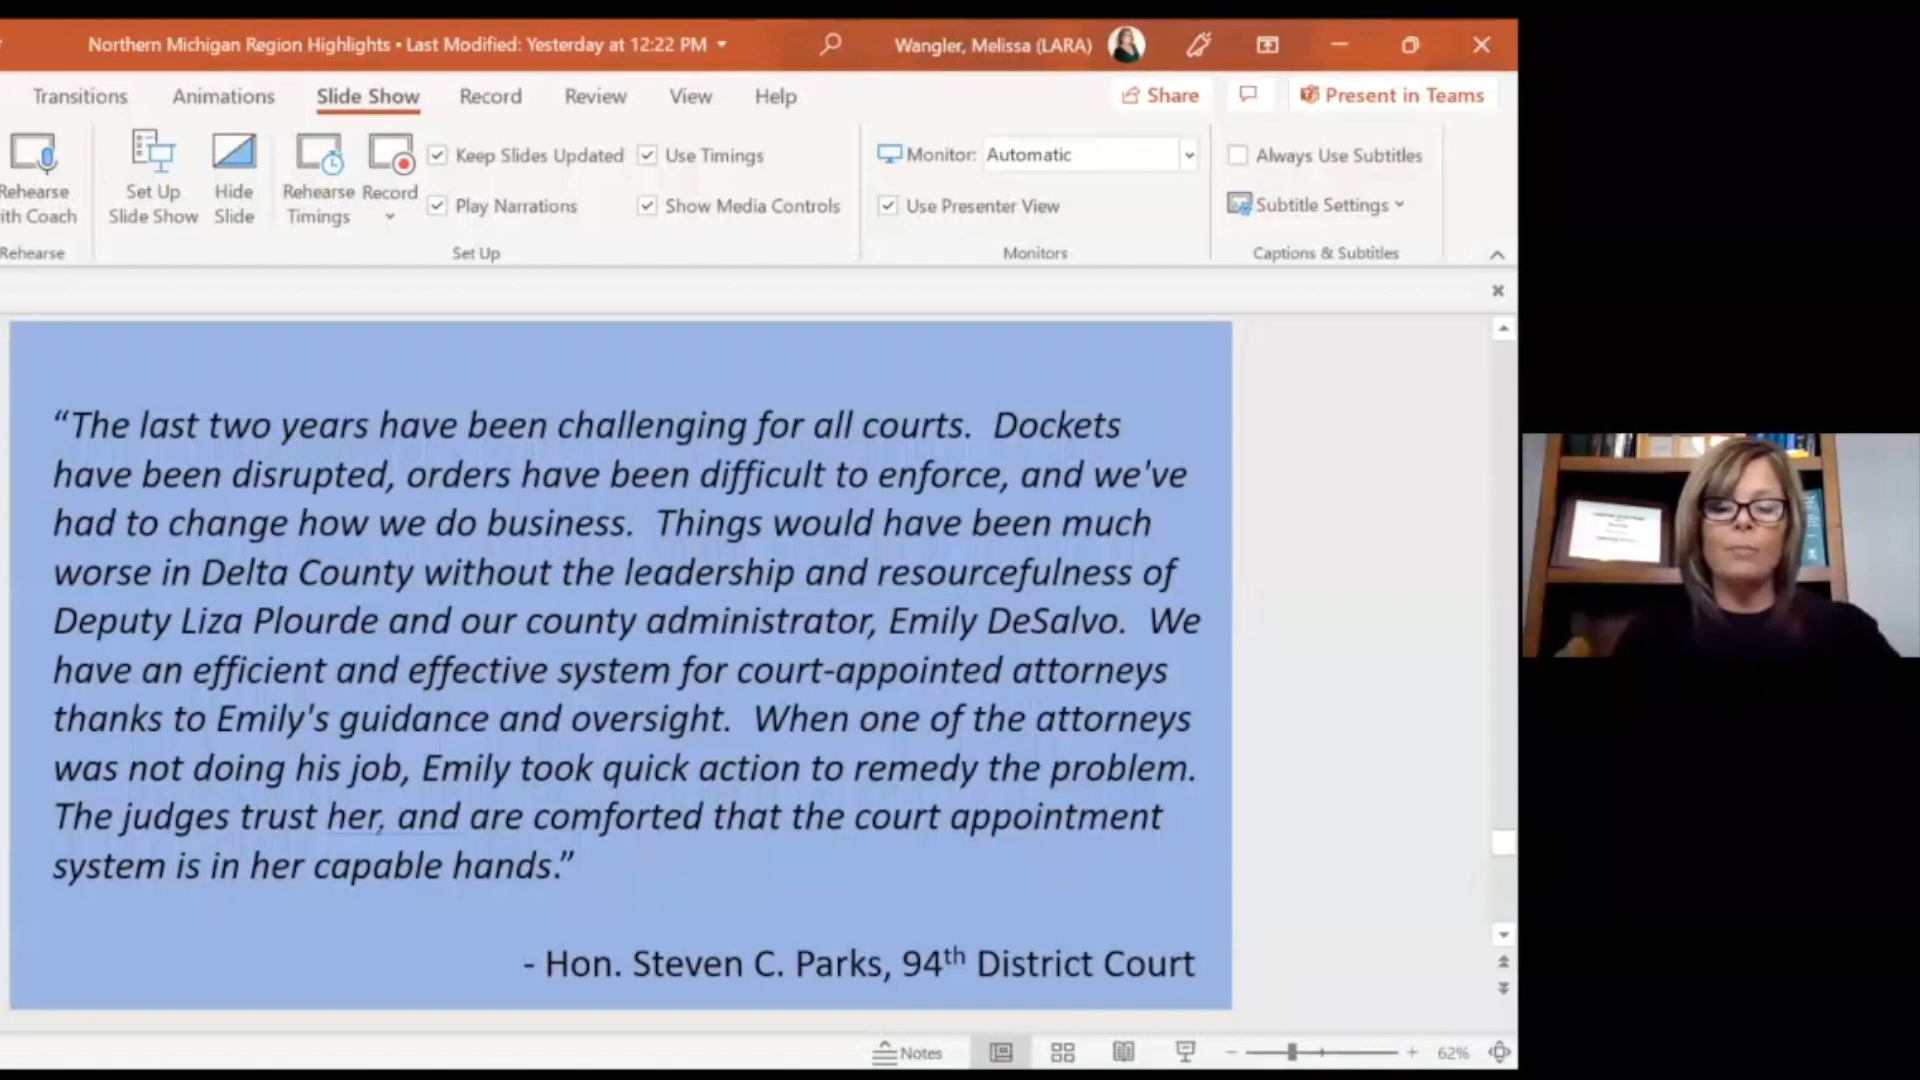 Northern Michigan Region Highlights • Last Modified: Yesterday at 12:22 PM
Wangler, Melissa (LARA)
Transitions Animations Slide Show Record Review View Help
Share
Present in Teams
Rehearse
ith Coach
Set Up
Slide Show
Hide
Slide
Rehearse
Timings
Record
Keep Slides Updated
Use Timings
Play Narrations
Show Media Controls
Monitor: Automatic
Use Presenter View
Always Use Subtitles
Subtitle Settings
Rehearse
Set Up
Monitors
Captions & Subtitles
“The last two years have been challenging for all courts. Dockets
have been disrupted, orders have been difficult to enforce, and we've
had to change how we do business. Things would have been much
worse in Delta County without the leadership and resourcefulness of
Deputy Liza Plourde and our county administrator, Emily DeSalvo. We
have an efficient and effective system for court-appointed attorneys
thanks to Emily's guidance and oversight. When one of the attorneys
was not doing his job, Emily took quick action to remedy the problem.
The judges trust her, and are comforted that the court appointment
system is in her capable hands.”
- Hon. Steven C. Parks, 94th District Court
Notes
62%